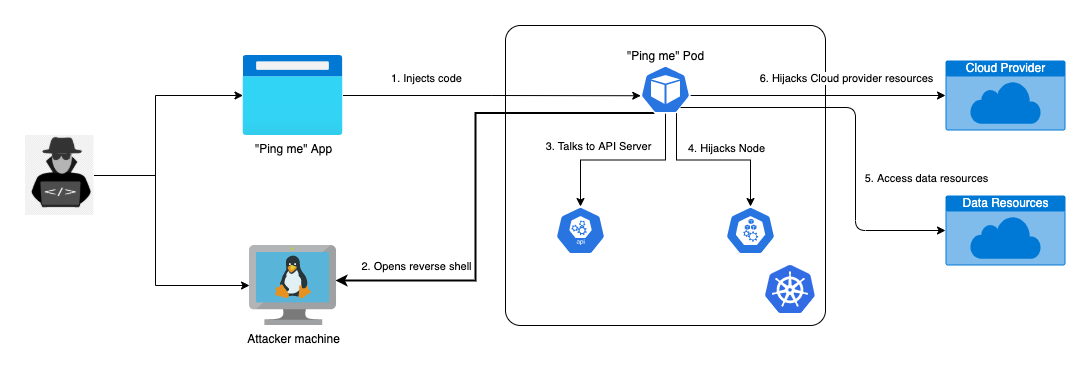 "Ping me" Pod
Cloud Provider
1. Injects code
6. Hijacks Cloud provider resources
"Ping me" App
3. Talks to API Server
4. Hijacks Node
5. Access data resources
</>
Data Resources
api
2. Opens reverse shell
Attacker machine